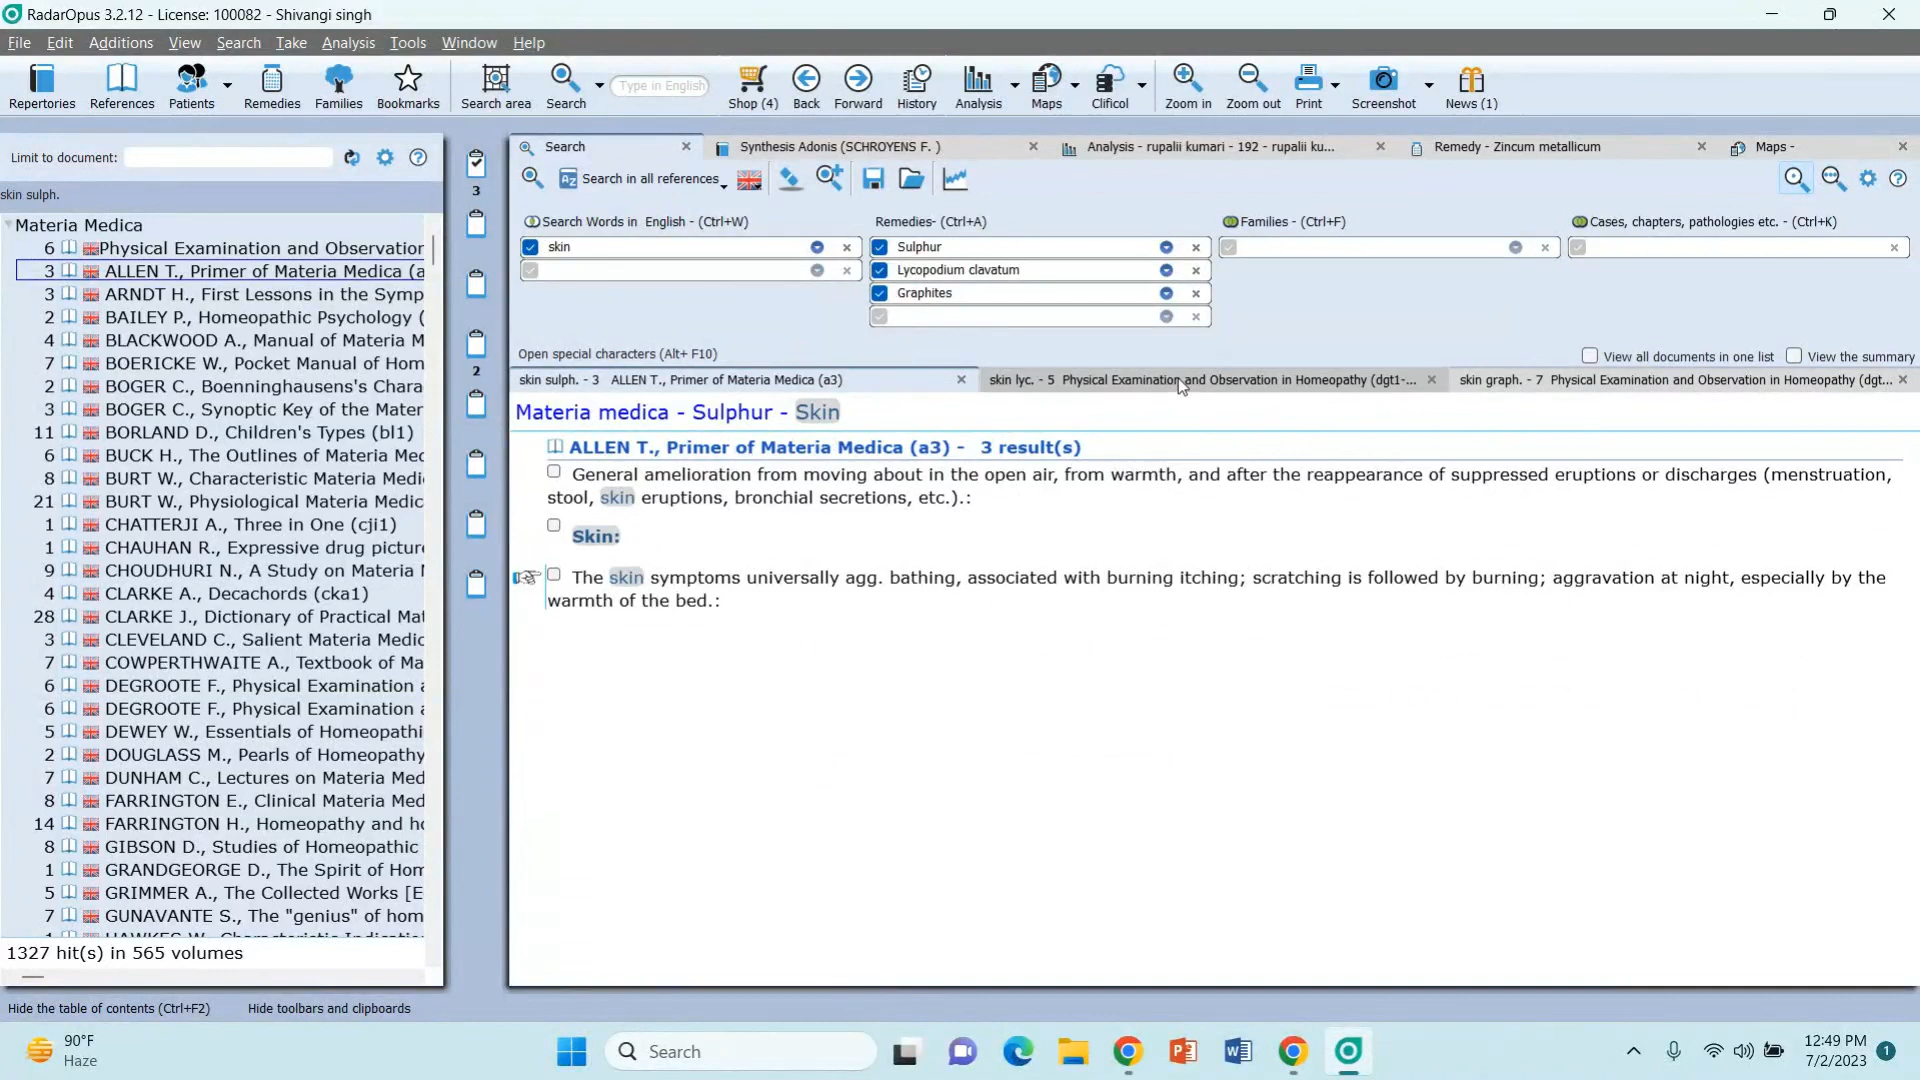 RadarOpus 3.2.12 - License: 100082 - Shivangi singh
File Edit Additions View Search Take Analysis Tools Window Help
Repertories References Patients Remedies Families Bookmarks Search area Search Type in English Shop (4) Back Forward History Analysis Maps Clificol Zoom in Zoom out Print Screenshot News (1)
Limit to document:
skin sulph.
Materia Medica
6 Physical Examination and Observation
3 ALLEN T., Primer of Materia Medica (a
3 ARNDT H., First Lessons in the Symp
2 BAILEY P., Homeopathic Psychology (
4 BLACKWOOD A., Manual of Materia M
7 BOERICKE W., Pocket Manual of Hom
2 BOGER C., Boenninghausen's Chara
3 BOGER C., Synoptic Key of the Mater
11 BORLAND D., Children's Types (bl1)
6 BUCK H., The Outlines of Materia Med
8 BURT W., Characteristic Materia Medi
21 BURT W., Physiological Materia Medic
1 CHATTERJI A., Three in One (cji1)
1 CHAUHAN R., Expressive drug picture
9 CHOUDHURI N., A Study on Materia
4 CLARKE A., Decachords (cka1)
28 CLARKE J., Dictionary of Practical Mat
3 CLEVELAND C., Salient Materia Medic
7 COWPERTHWAITE A., Textbook of Ma
6 DEGROOTE F., Physical Examination a
6 DEGROOTE F., Physical Examination a
5 DEWEY W., Essentials of Homeopathi
2 DOUGLASS M., Pearls of Homeopathy
7 DUNHAM C., Lectures on Materia Med
8 FARRINGTON E., Clinical Materia Med
14 FARRINGTON H., Homeopathy and ho
8 GIBSON D., Studies of Homeopathic
1 GRANDGEORGE D., The Spirit of Hom
5 GRIMMER A., The Collected Works [E
7 GUNAVANTE S., The "genius" of hom
1327 hit(s) in 565 volumes
3
2
Search Synthesis Adonis (SCHROYENS F. ) Analysis - rupalii kumari - 192 - rupalii ku... Remedy - Zincum metallicum Maps -
Search in all references
Search Words in English - (Ctrl+W) Remedies- (Ctrl+A) Families - (Ctrl+F) Cases, chapters, pathologies etc. - (Ctrl+K)
skin Sulphur
Lycopodium clavatum
Graphites
Open special characters (Alt+ F10) View all documents in one list View the summary
skin sulph. - 3 ALLEN T., Primer of Materia Medica (a3) skin lyc. - 5 Physical Examination and Observation in Homeopathy (dgt1-... skin graph. - 7 Physical Examination and Observation in Homeopathy (dgt...
Materia medica - Sulphur - Skin
ALLEN T., Primer of Materia Medica (a3) - 3 result(s)
General amelioration from moving about in the open air, from warmth, and after the reappearance of suppressed eruptions or discharges (menstruation,
stool, skin eruptions, bronchial secretions, etc.).:
Skin:
The skin symptoms universally agg. bathing, associated with burning itching; scratching is followed by burning; aggravation at night, especially by the
warmth of the bed.:
Hide the table of contents (Ctrl+F2) Hide toolbars and clipboards
90°F
Haze
Search
12:49 PM
7/2/2023
1